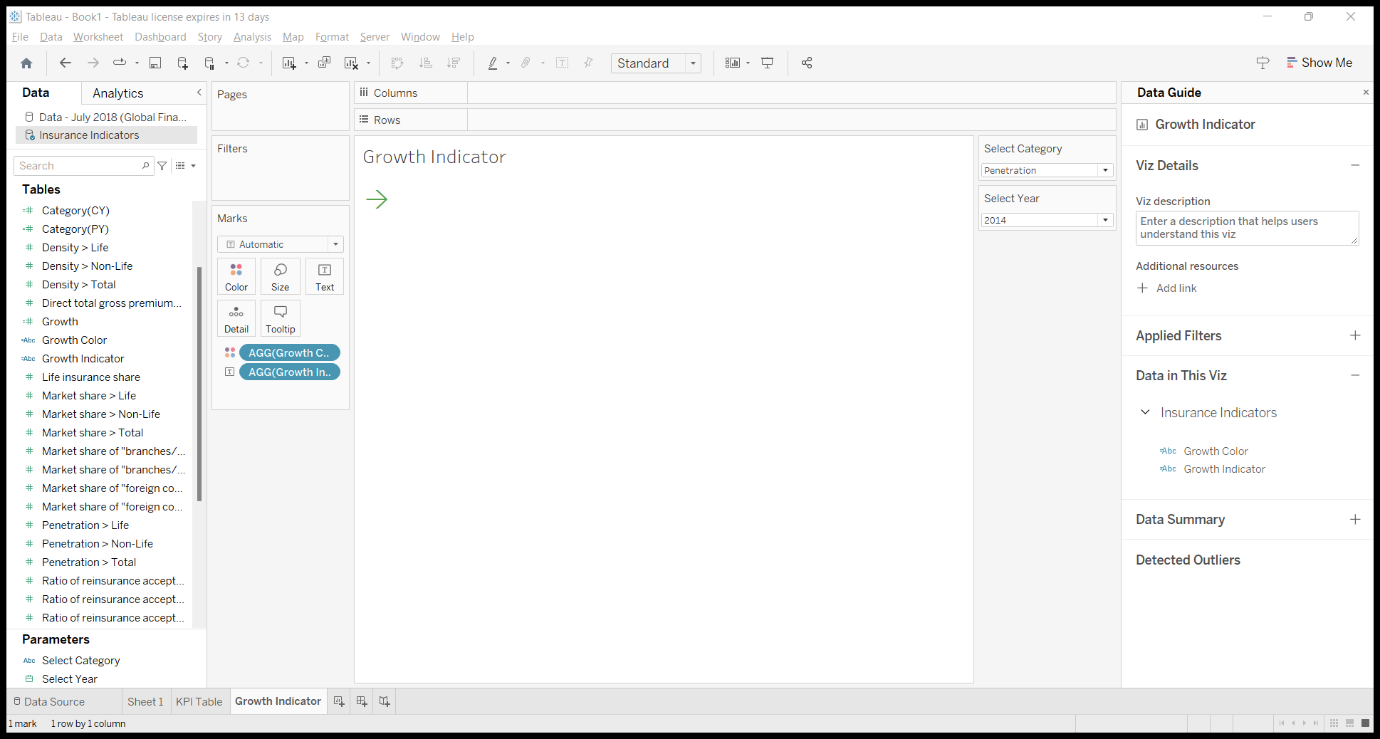 Tableau - Book1 - Tableau license expires in 13 days
File Data Worksheet Dashboard Story Analysis Map Format Server Window Help
Standard
Show Me
Data Analytics
Data - July 2018 (Global Fina...
Insurance Indicators
Search
Tables
Category(CY)
Category(PY)
Density > Life
Density > Non-Life
Density > Total
Direct total gross premium...
Growth
Growth Color
Growth Indicator
Life insurance share
Market share > Life
Market share > Non-Life
Market share > Total
Market share of "branches/...
Market share of "branches/...
Market share of "foreign co...
Market share of "foreign co...
Penetration > Life
Penetration > Non-Life
Penetration > Total
Ratio of reinsurance accept...
Ratio of reinsurance accept...
Ratio of reinsurance accept...
Parameters
Abc Select Category
Select Year
Pages
Filters
Marks
Automatic
Color Size Text
Detail Tooltip
AGG(Growth C..
AGG(Growth In..
Columns
Rows
Growth Indicator
Select Category
Penetration
Select Year
2014
Data Guide
Growth Indicator
Viz Details
Viz description
Enter a description that helps users
understand this viz
Additional resources
Add link
Applied Filters
Data in This Viz
Insurance Indicators
=Abc Growth Color
=Abc Growth Indicator
Data Summary
Detected Outliers
Data Source Sheet 1 KPI Table Growth Indicator
1 mark 1 row by 1 column